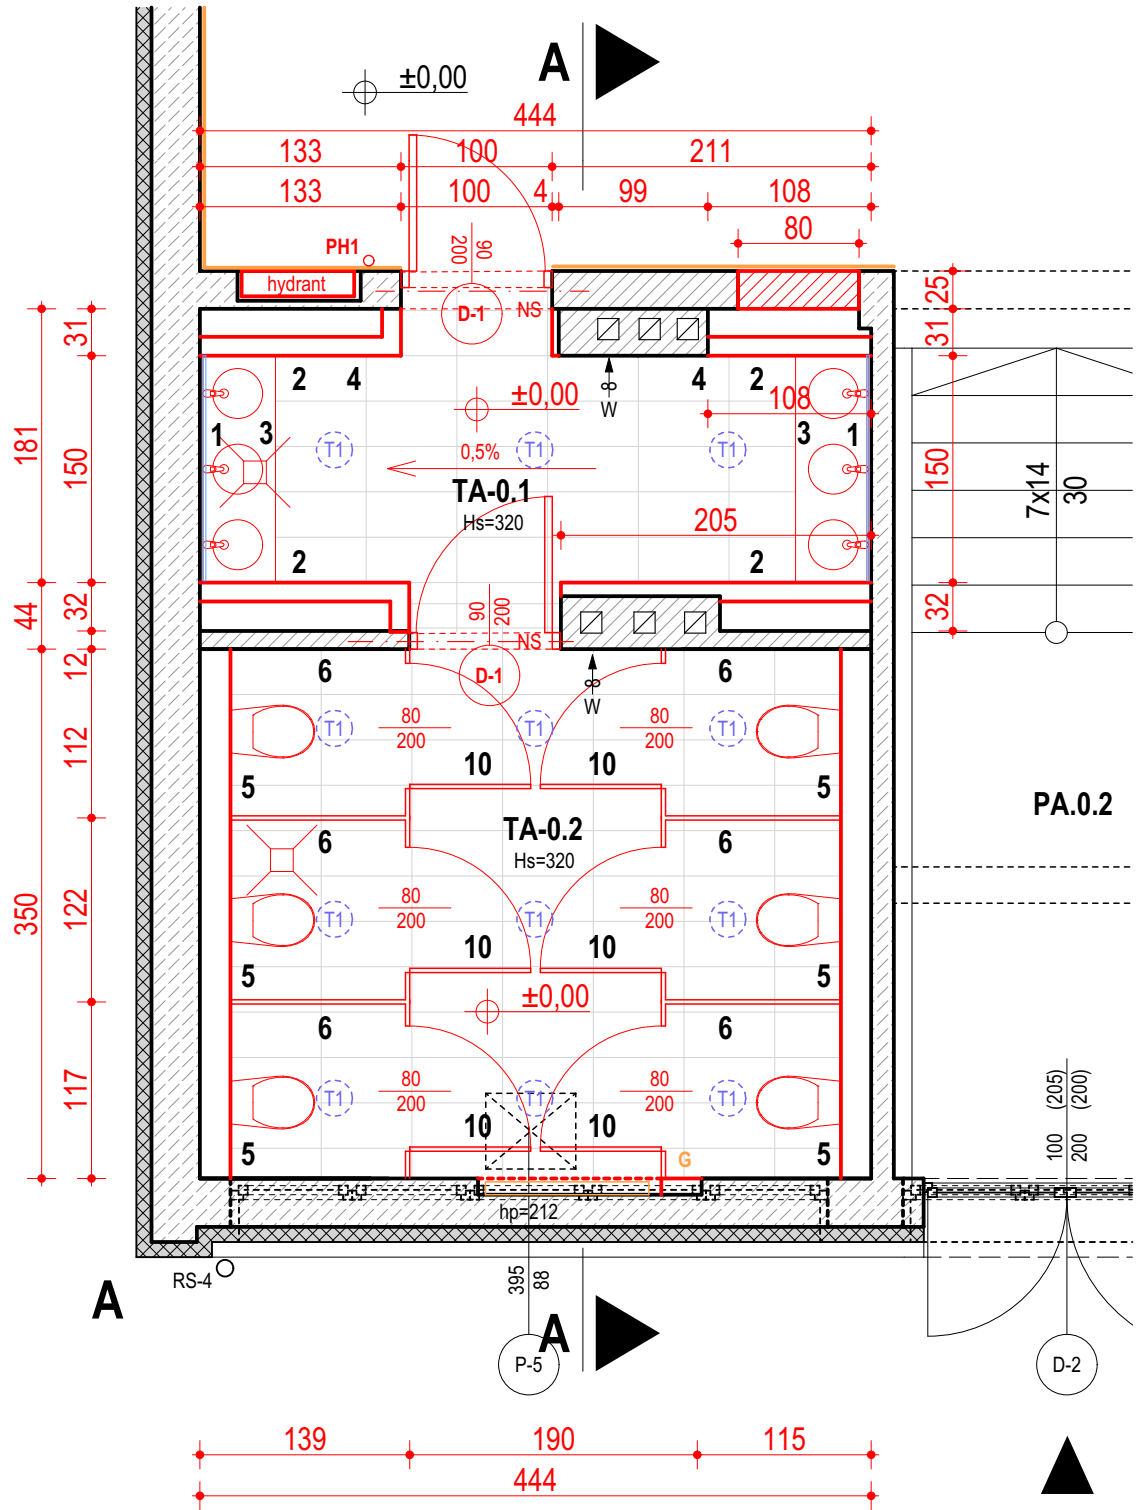 A
±0,00
444
133 100 211
133 100 4 99 108
80
PH1
90
200
hydrant
D-1
NS
25
31
31
2 4 4 2
8
W
±0,00
108
1 3 3 1
T1 T1 T1
0,5%
181
150
150
7x14
30
TA-0.1
Hs=320
205
2 2
44
32
32
90
200
NS
D-1
8
W
12
6 6
80
200
T1 T1 T1
80
200
112
10 10
5 5
PA.0.2
TA-0.2
Hs=320
6 6
350
122
80
200
T1 T1 T1
80
200
10 10
5 5
±0,00
6 6
117
80
200
T1 T1 T1
80
200
10 10
5 5
G
100 (205)
200 (200)
hp=212
RS-4
395
88
A
A
P-5
D-2
139 190 115
444